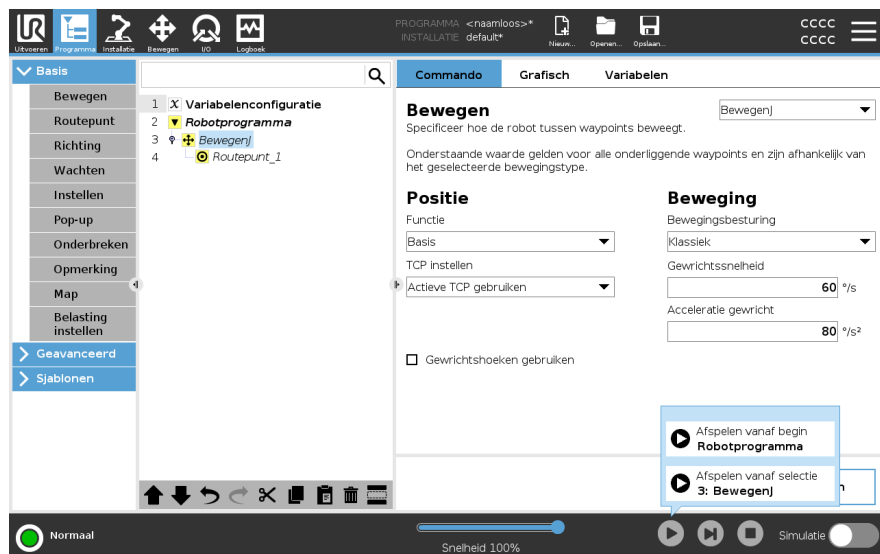 UR
Uitvoeren
Programma
Installatie
Bewegen
I/O
Logboek
PROGRAMMA <naamloos>*
INSTALLATIE default*
Nieuw...
Openen...
Opslaan...
CCCC
CCCC
Basis
Bewegen
Routepunt
Richting
Wachten
Instellen
Pop-up
Onderbreken
Opmerking
Map
Belasting
instellen
Geavanceerd
Sjablonen
1 X Variabelenconfiguratie
2 Robotprogramma
3 BewegenJ
4 Routepunt_1
Commando Grafisch Variabelen
Bewegen
BewegenJ
Specificeer hoe de robot tussen waypoints beweegt.
Onderstaande waarde gelden voor alle onderliggende waypoints en zijn afhankelijk van
het geselecteerde bewegingstype.
Positie
Functie
Basis
TCP instellen
Actieve TCP gebruiken
Gewrichtshoeken gebruiken
Beweging
Bewegingsbesturing
Klassiek
Gewrichtssnelheid
60 °/s
Acceleratie gewricht
80 °/s²
Afspelen vanaf begin
Robotprogramma
Afspelen vanaf selectie
3: BewegenJ
Normaal
Snelheid 100%
Simulatie